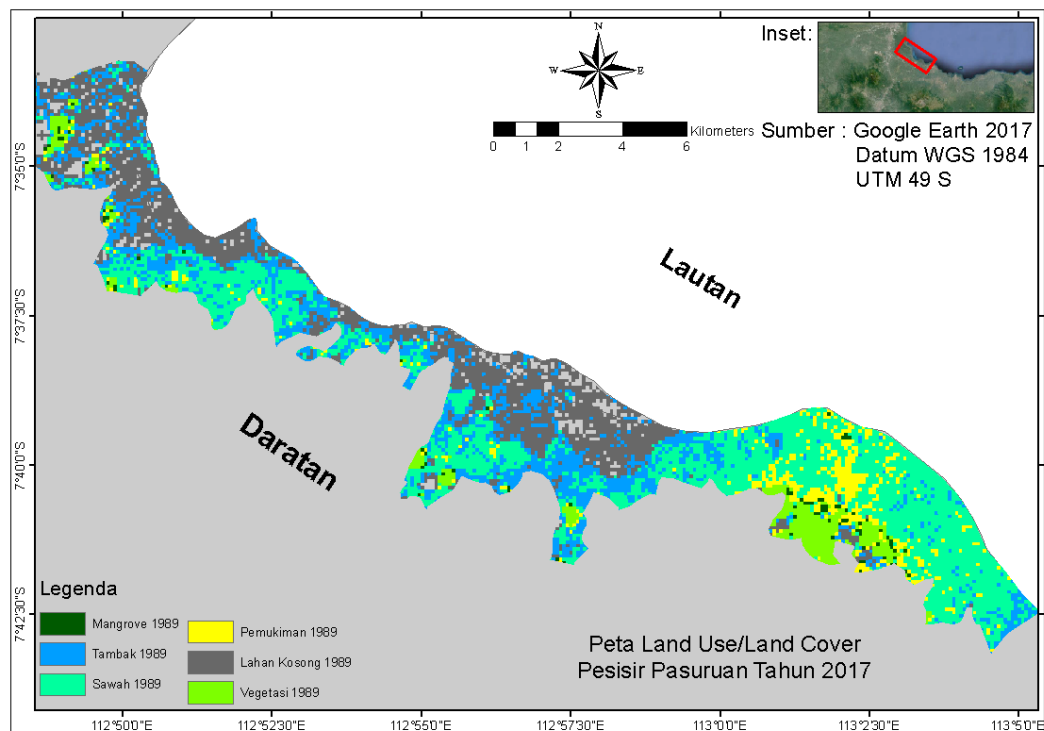 Inset:
N
W
E
S
Kilometers
0 1 2 4 6
Sumber : Google Earth 2017
Datum WGS 1984
UTM 49 S
7°35'0"S
7°37'30"S
7°40'0"S
7°42'30"S
Lautan
Daratan
Legenda
Mangrove 1989
Tambak 1989
Sawah 1989
Pemukiman 1989
Lahan Kosong 1989
Vegetasi 1989
Peta Land Use/Land Cover
Pesisir Pasuruan Tahun 2017
112°50'0"E 112°52'30"E 112°55'0"E 112°57'30"E 113°0'0"E 113°2'30"E 113°5'0"E